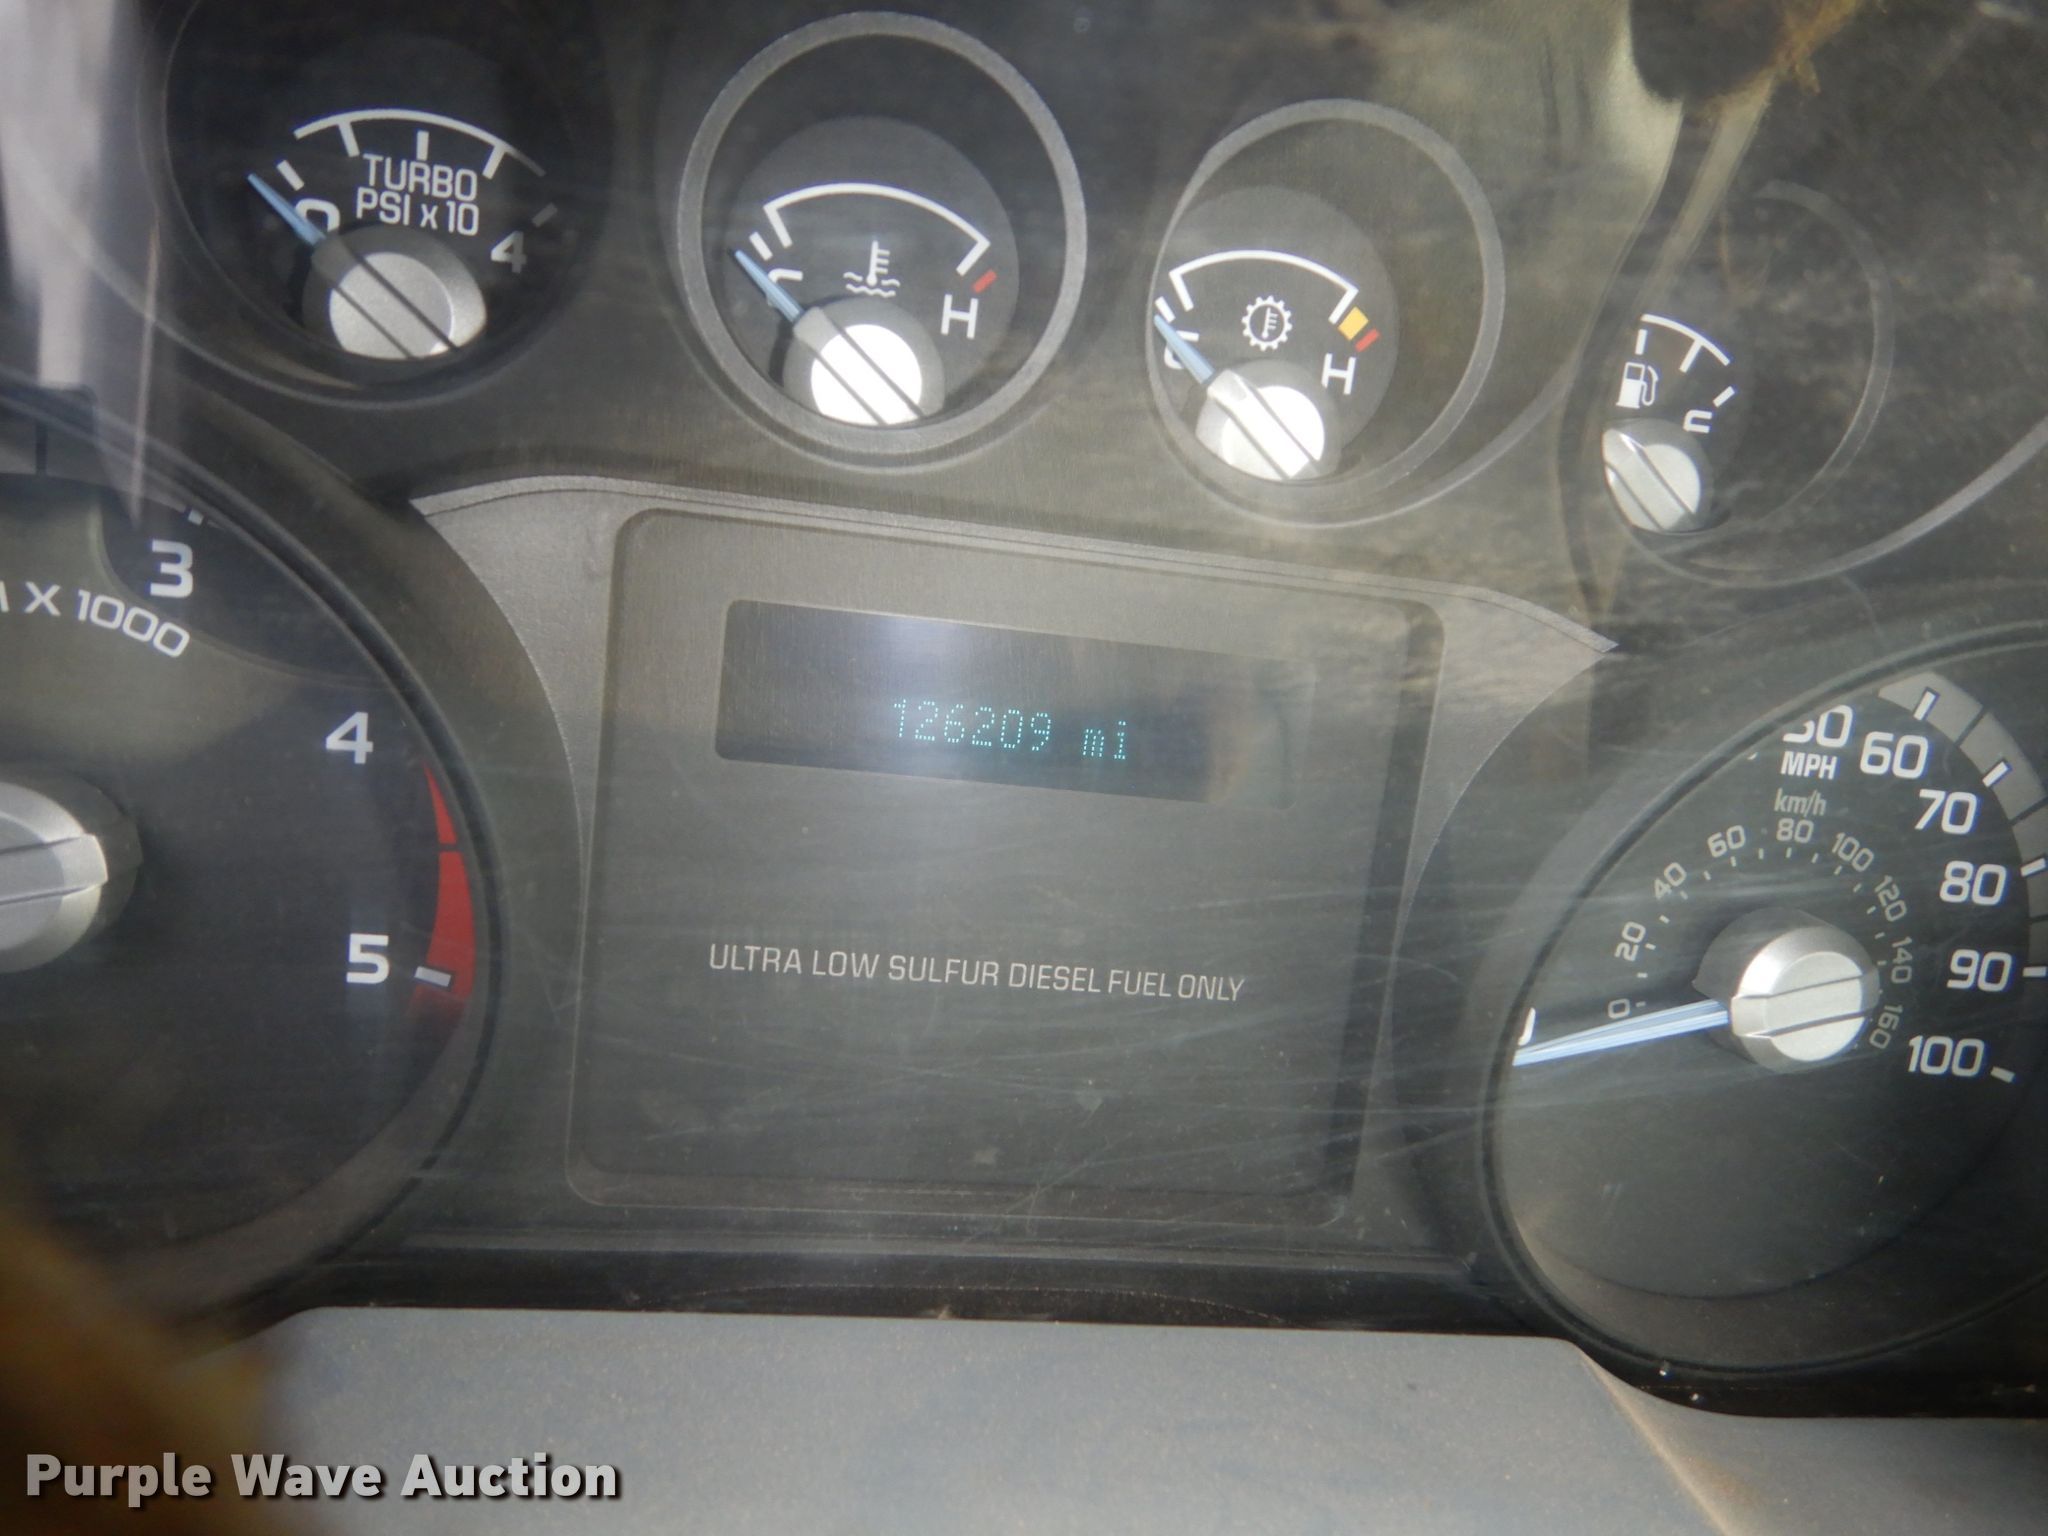 TURBO
PSI x 10
0
4
H
H
3
X 1000
4
5
126209 mi
ULTRA LOW SULFUR DIESEL FUEL ONLY
60
MPH
70
km/h
80
90
100
0
20
40
60
80
100
120
140
160
Purple Wave Auction